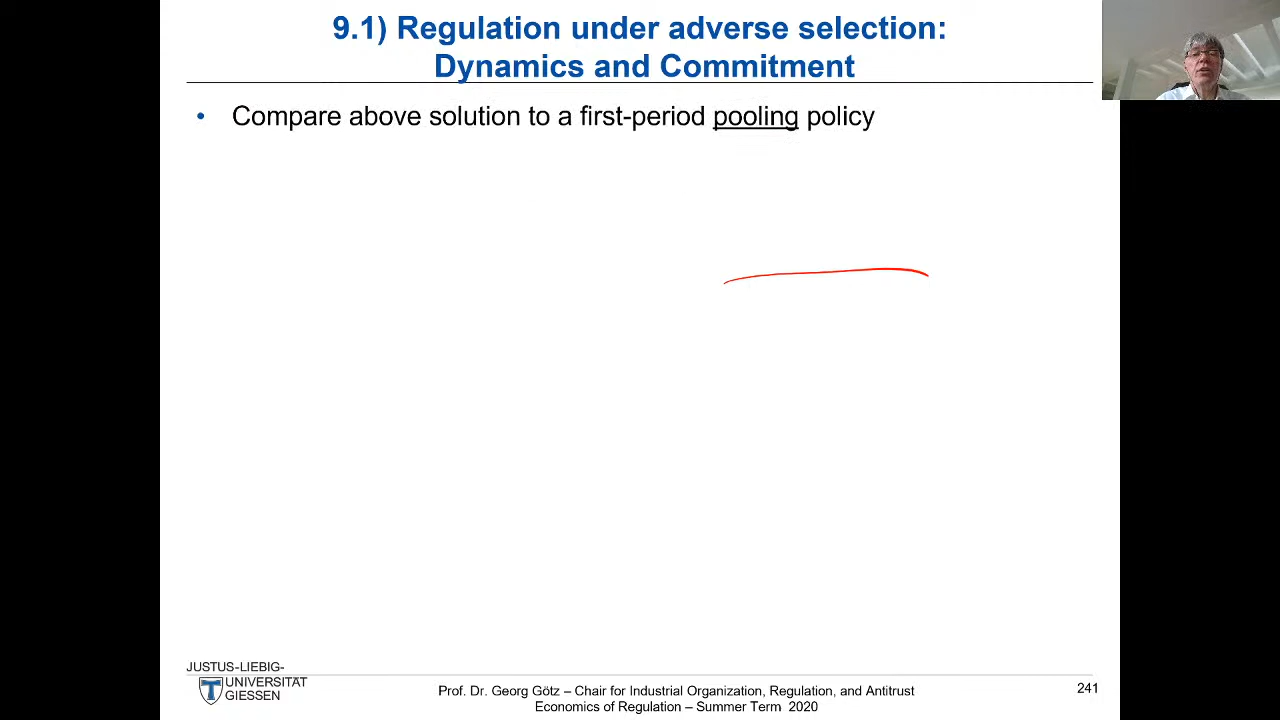 9.1) Regulation under adverse selection:
Dynamics and Commitment
• Compare above solution to a first-period pooling policy
JUSTUS-LIEBIG-
UNIVERSITÄT
GIESSEN
Prof. Dr. Georg Götz – Chair for Industrial Organization, Regulation, and Antitrust
Economics of Regulation – Summer Term 2020
241